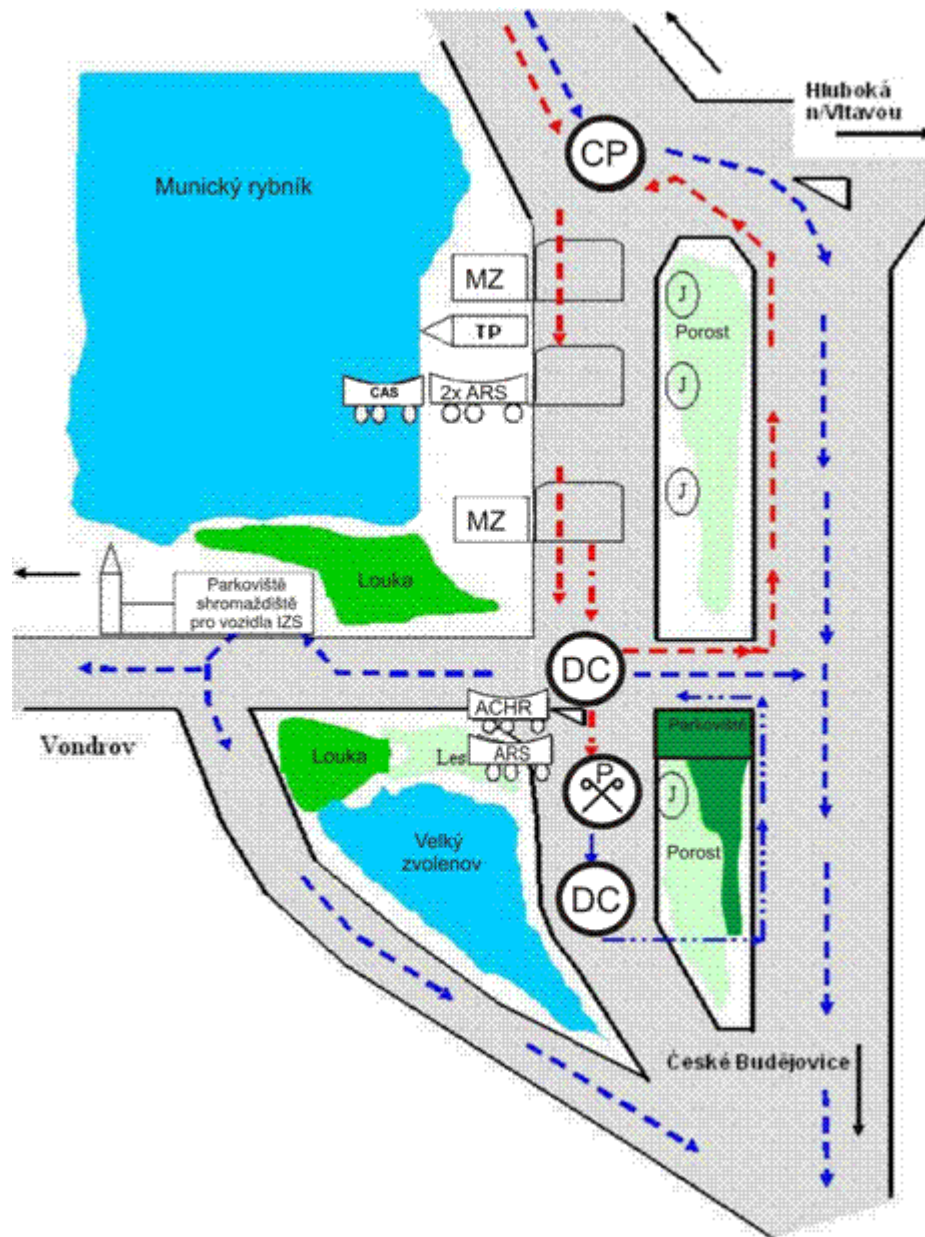 Hluboká
n/Vltavou
CP
Munický rybník
MZ
J
TP
Porost
CAS
2x ARS
J
J
MZ
Louka
Parkoviště
shromaždiště
pro vozidla IZS
DC
ACHR
Parkoviště
Vondrov
Louka
Les
ARS
P
J
Velký
zvolenov
Porost
DC
České Budějovice